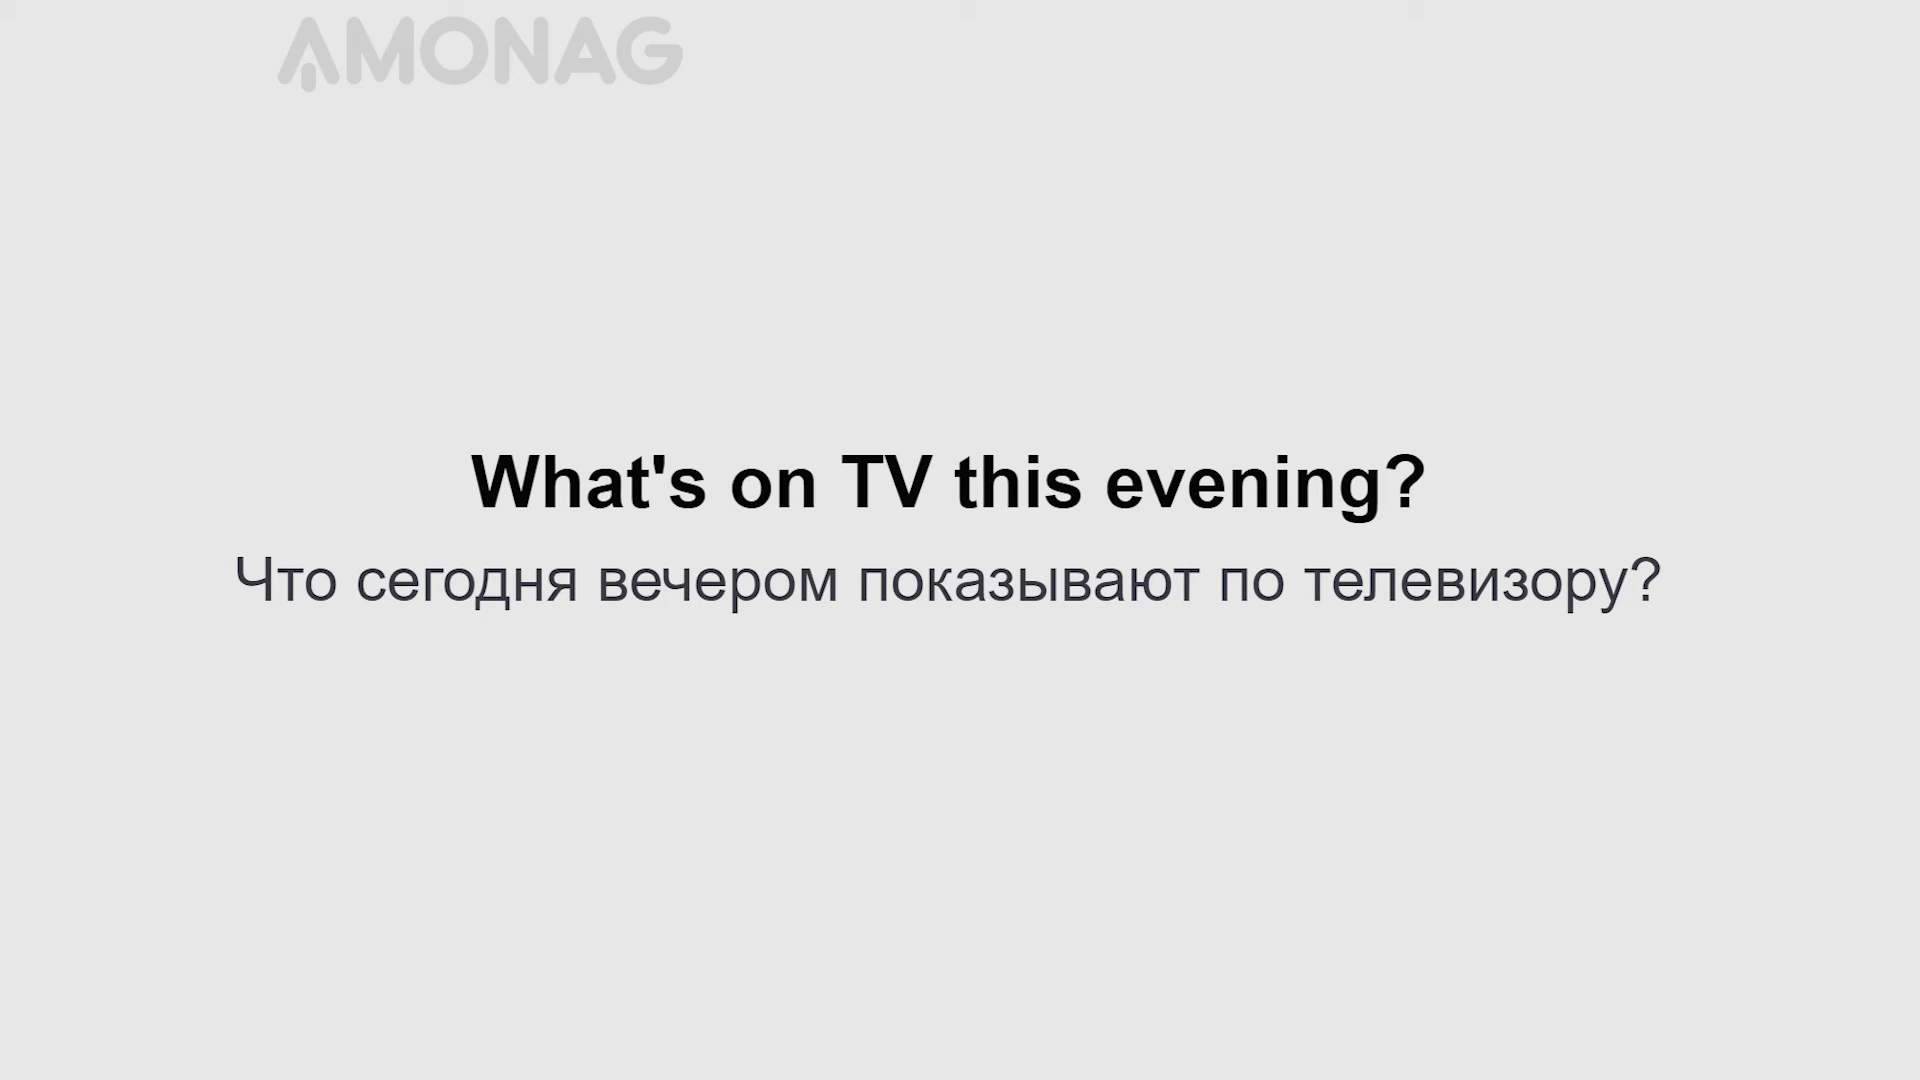 AMONAG
What's on TV this evening?
Что сегодня вечером показывают по телевизору?